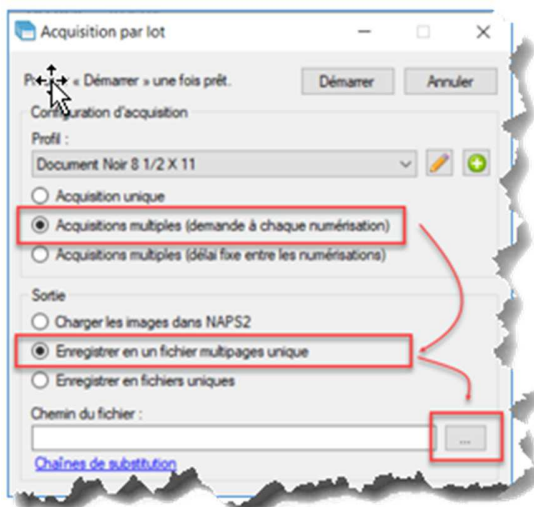 Acquisition par lot
« Démarrer » une fois prêt.
Démarrer
Annuler
Configuration d'acquisition
Profil :
Document Noir 8 1/2 X 11
Acquisition unique
Acquisitions multiples (demande à chaque numérisation)
Acquisitions multiples (délai fixe entre les numérisations)
Sortie
Charger les images dans NAPS2
Enregistrer en un fichier multipages unique
Enregistrer en fichiers uniques
Chemin du fichier :
...
Chaînes de substitution